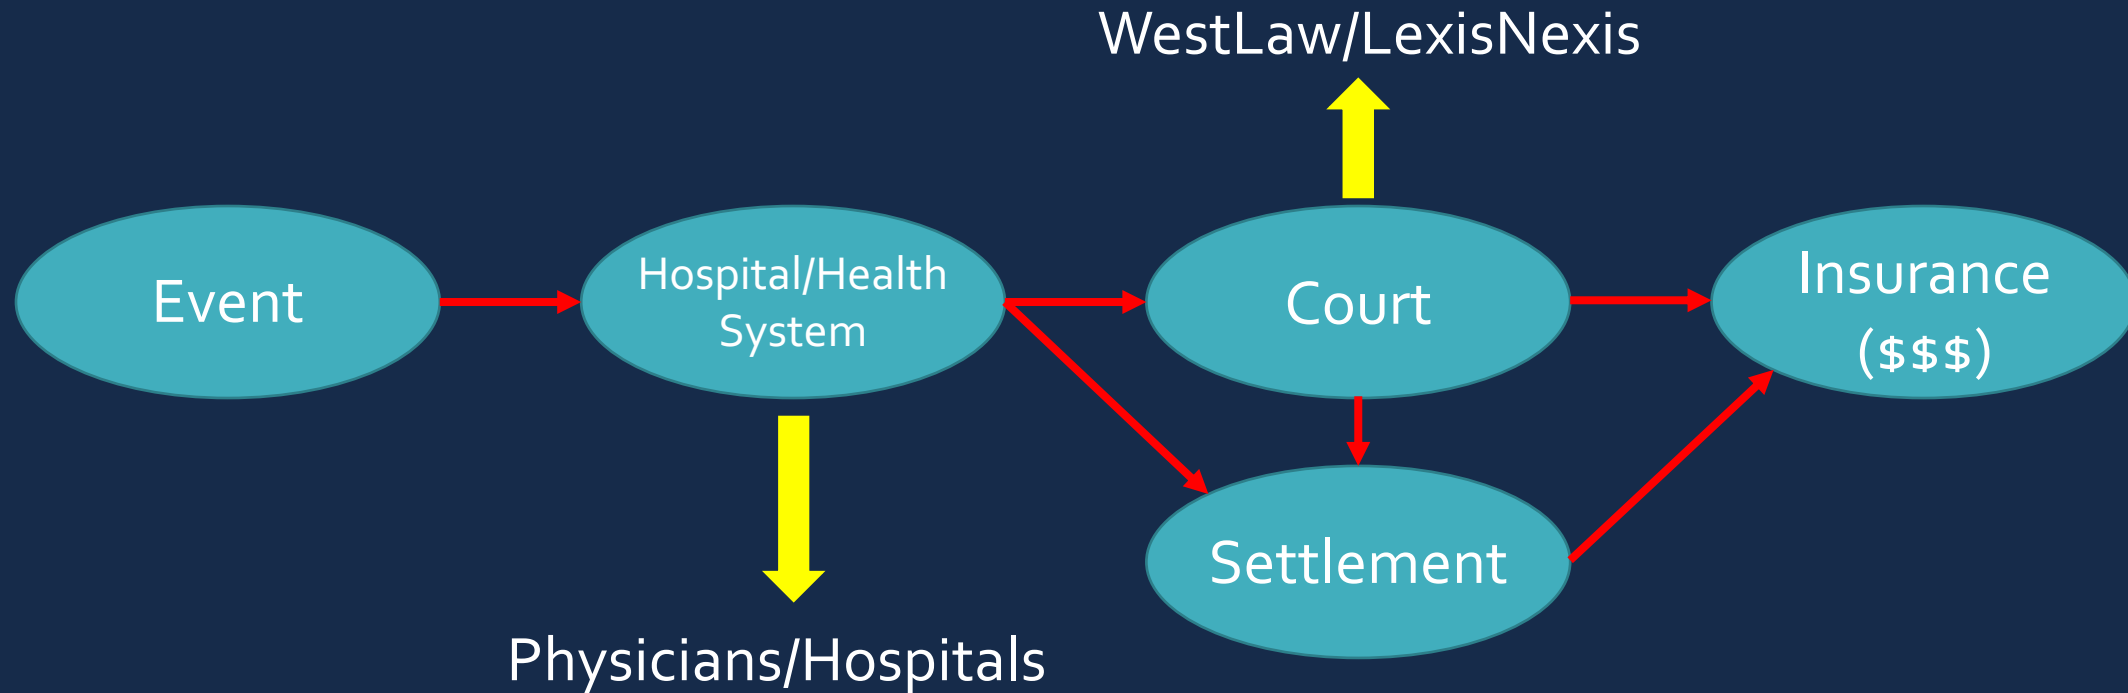 WestLaw/LexisNexis
Event
Hospital/Health
System
Court
Insurance
($$$)
Settlement
Physicians/Hospitals